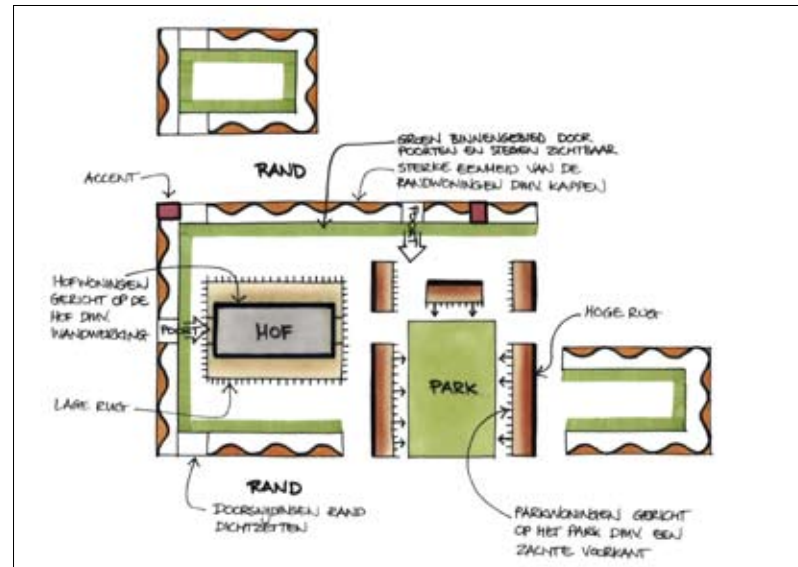 GROEN BINNENGEBIED DOOR
POORTEN EN STEGEN ZICHTBAAR
RAND
STERKE EENHEID VAN DE
RANDWONINGEN DMV. KAPPEN
ACCENT
POORT
HOFWONINGEN
GERICHT OP DE
HOF DMV.
WANDWERKING
POORT
HOF
HOGE RUG
PARK
LAGE RUG
RAND
DOORSNIJDINGEN RAND
DICHTZETTEN
PARKWONINGEN GERICHT
OP HET PARK DMV. EEN
ZACHTE VOORKANT